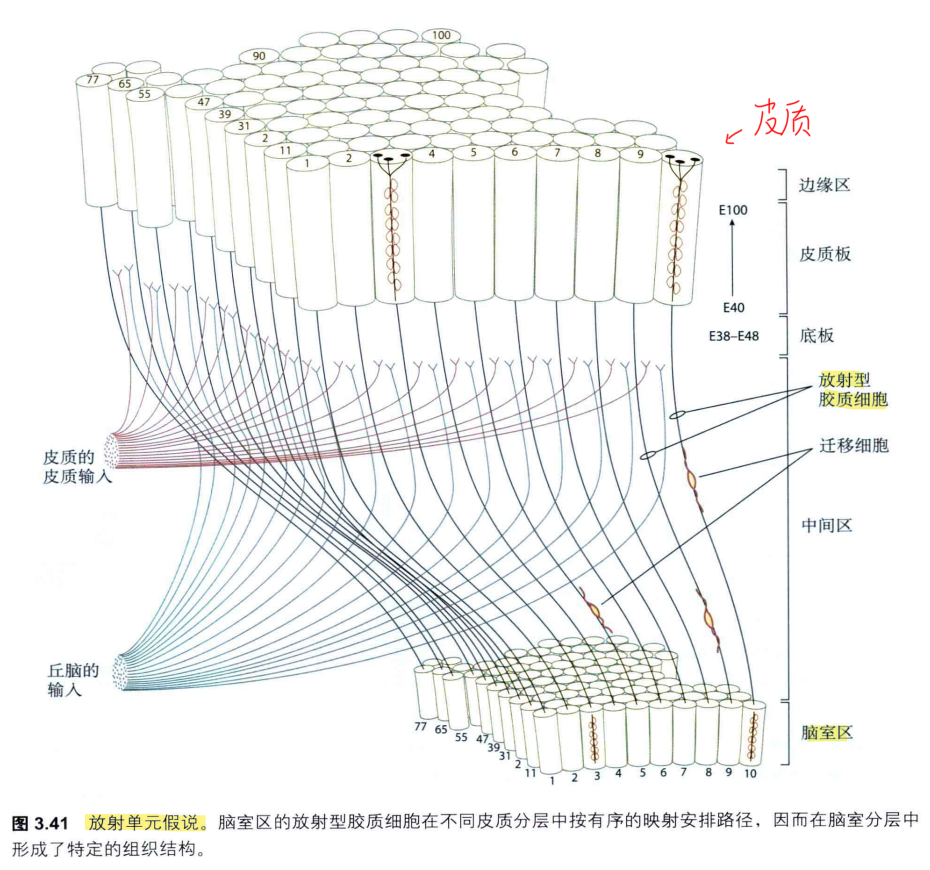 100
90
77
65
55
47
39
31
2
11
1
2
4
5
6
7
8
9
皮质
边缘区
E100
皮质板
E40
E38–E48
底板
放射型
胶质细胞
迁移细胞
皮质的
皮质输入
中间区
丘脑的
输入
脑室区
77
65
55
47
39
31
2
11
1
2
3
4
5
6
7
8
9
10
图 3.41 放射单元假说。脑室区的放射型胶质细胞在不同皮质分层中按有序的映射安排路径，因而在脑室分层中
形成了特定的组织结构。